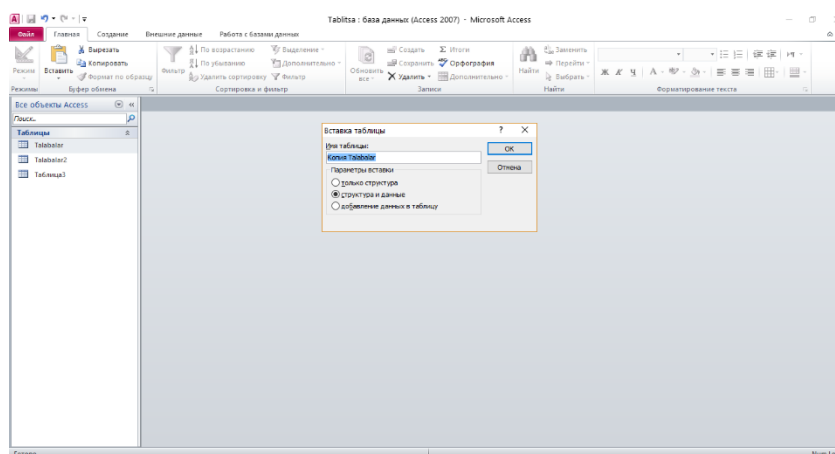 Tablitsa : база данных (Access 2007) - Microsoft Access
Файл Главная Создание Внешние данные Работа с базами данных
Режим
Режимы
Вставить
Вырезать
Копировать
Формат по образцу
Буфер обмена
Фильтр
По возрастанию
По убыванию
Удалить сортировку
Выделение
Дополнительно
Фильтр
Сортировка и фильтр
Обновить все
Создать
Сохранить
Удалить
Итоги
Орфография
Дополнительно
Записи
Найти
Заменить
Перейти
Выбрать
Найти
Ж К Ч
Форматирование текста
Все объекты Access
Поиск...
Таблицы
Talabalar
Talabalar2
Таблица3
Вставка таблицы ? X
Имя таблицы:
Копия Talabalar
OK
Отмена
Параметры вставки
только структура
структура и данные
добавление данных в таблицу
Готово